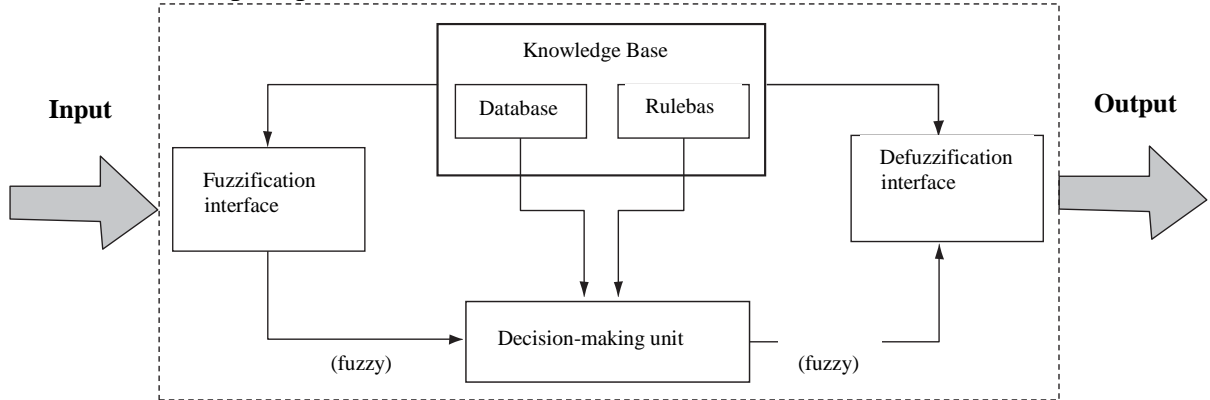 Knowledge Base
Input
Database
Rulebas
Output
Fuzzification
interface
Defuzzification
interface
Decision-making unit
(fuzzy)
(fuzzy)